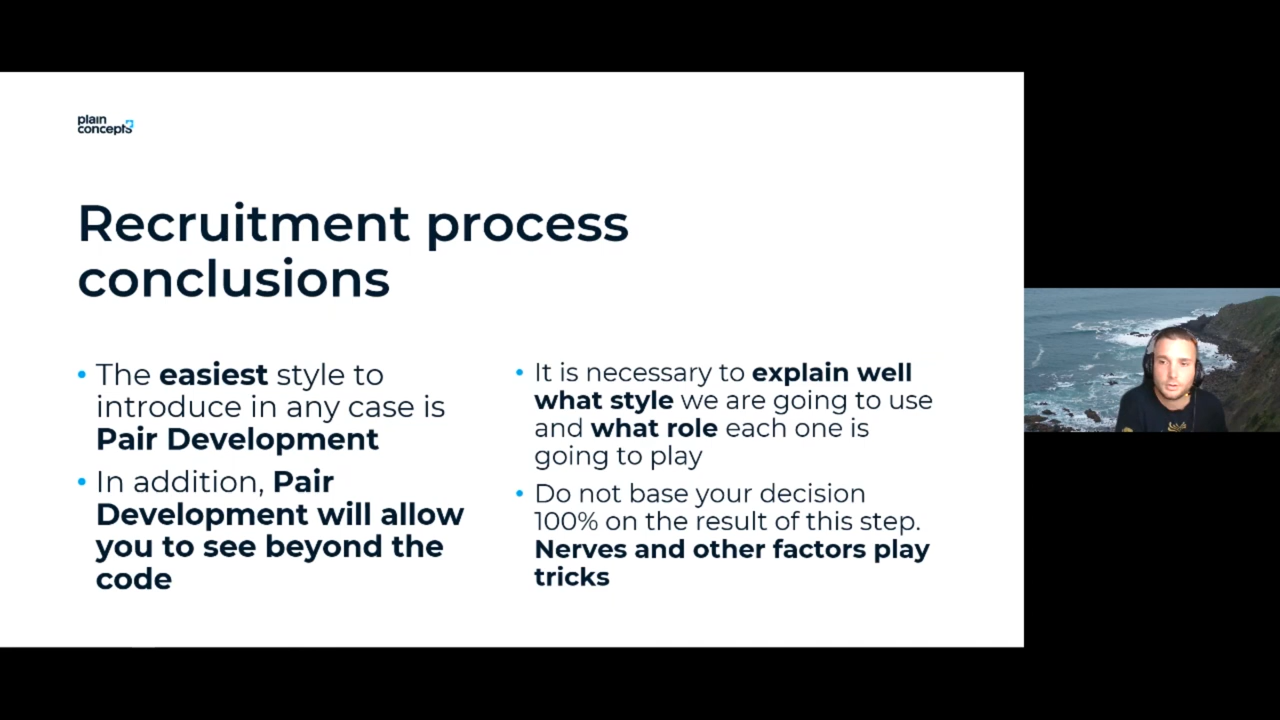 plain
concepts
Recruitment process
conclusions
• The easiest style to
introduce in any case is
Pair Development
• In addition, Pair
Development will allow
you to see beyond the
code
• It is necessary to explain well
what style we are going to use
and what role each one is
going to play
• Do not base your decision
100% on the result of this step.
Nerves and other factors play
tricks